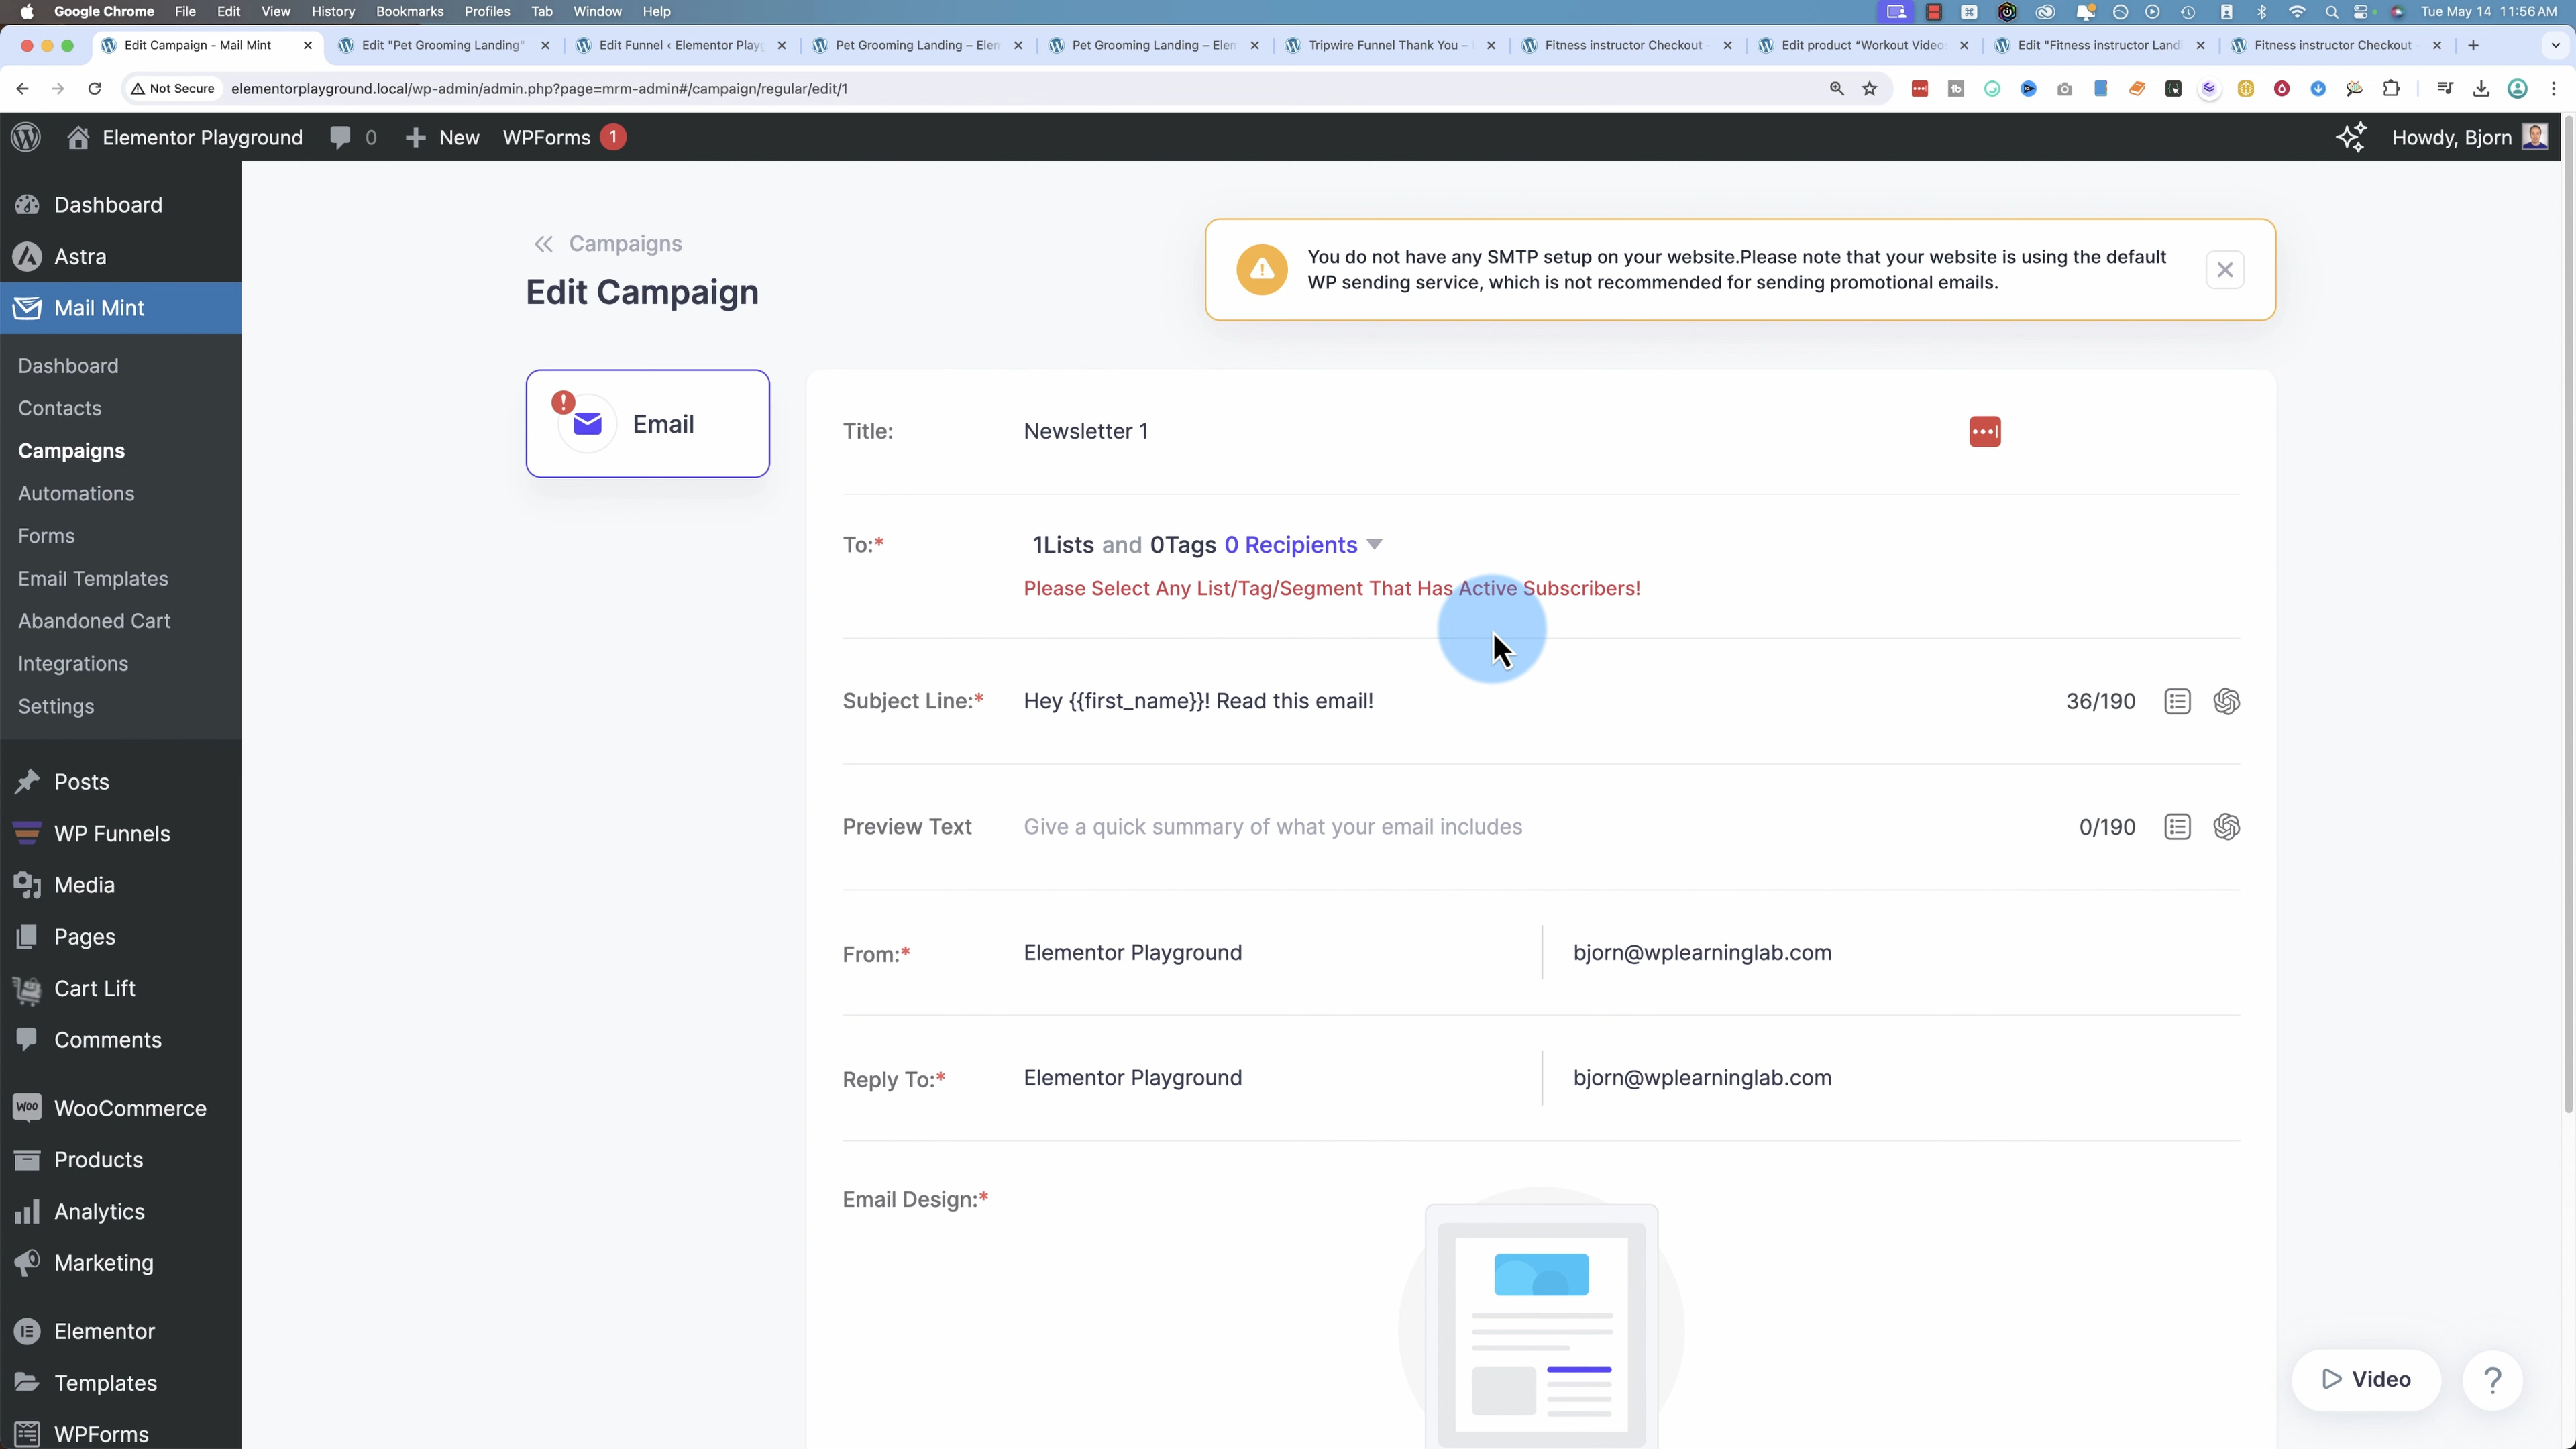 Google Chrome File Edit View History Bookmarks Profiles Tab Window Help Tue May 14 11:56 AM
Edit Campaign - Mail Mint Edit "Pet Grooming Landing" Edit Funnel ‹ Elementor Play Pet Grooming Landing – Elem Pet Grooming Landing – Elem Tripwire Funnel Thank You – Fitness instructor Checkout Edit product "Workout Video Edit "Fitness instructor Landi Fitness instructor Checkout
Not Secure elementorplayground.local/wp-admin/admin.php?page=mrm-admin#/campaign/regular/edit/1
Elementor Playground 0 New WPForms 1 Howdy, Bjorn
Dashboard
Astra
Mail Mint
Dashboard
Contacts
Campaigns
Automations
Forms
Email Templates
Abandoned Cart
Integrations
Settings
Posts
WP Funnels
Media
Pages
Cart Lift
Comments
Woo WooCommerce
Products
Analytics
Marketing
Elementor
Templates
WPForms
Campaigns
Edit Campaign
You do not have any SMTP setup on your website.Please note that your website is using the default
WP sending service, which is not recommended for sending promotional emails.
Email
Title: Newsletter 1
To:* 1Lists and 0Tags 0 Recipients
Please Select Any List/Tag/Segment That Has Active Subscribers!
Subject Line:* Hey {{first_name}}! Read this email! 36/190
Preview Text Give a quick summary of what your email includes 0/190
From:* Elementor Playground bjorn@wplearninglab.com
Reply To:* Elementor Playground bjorn@wplearninglab.com
Email Design:*
Video ?